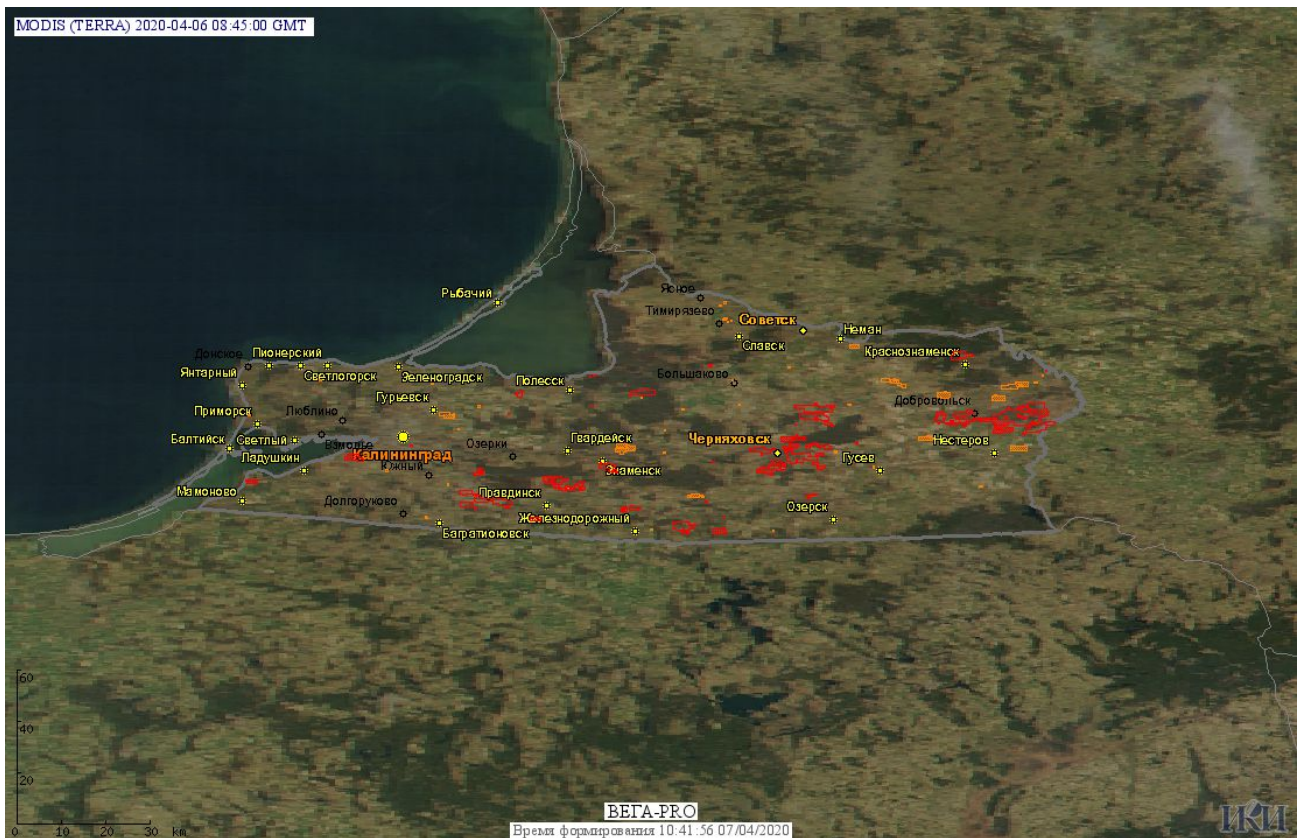 MODIS (TERRA) 2020-04-06 08:45:00 GMT
Рыбачий
Ясное
Тимирязево
Советск
Неман
Славск
Донское
Пионерский
Краснознаменск
Янтарный
Светлогорск
Зеленоградск
Полесск
Большаково
Гурьевск
Добровольск
Приморск
Люблино
Балтийск
Светлый
Взморье
Озерки
Гвардейск
Черняховск
Нестеров
Ладушкин
Калининград
Южный
Знаменск
Гусев
Мамоново
Долгоруково
Правдинск
Железнодорожный
Озерск
Багратионовск
60
40
20
0 10 20 30 км
ВЕГА-PRO
Время формирования 10:41:56 07/04/2020
ИКИ